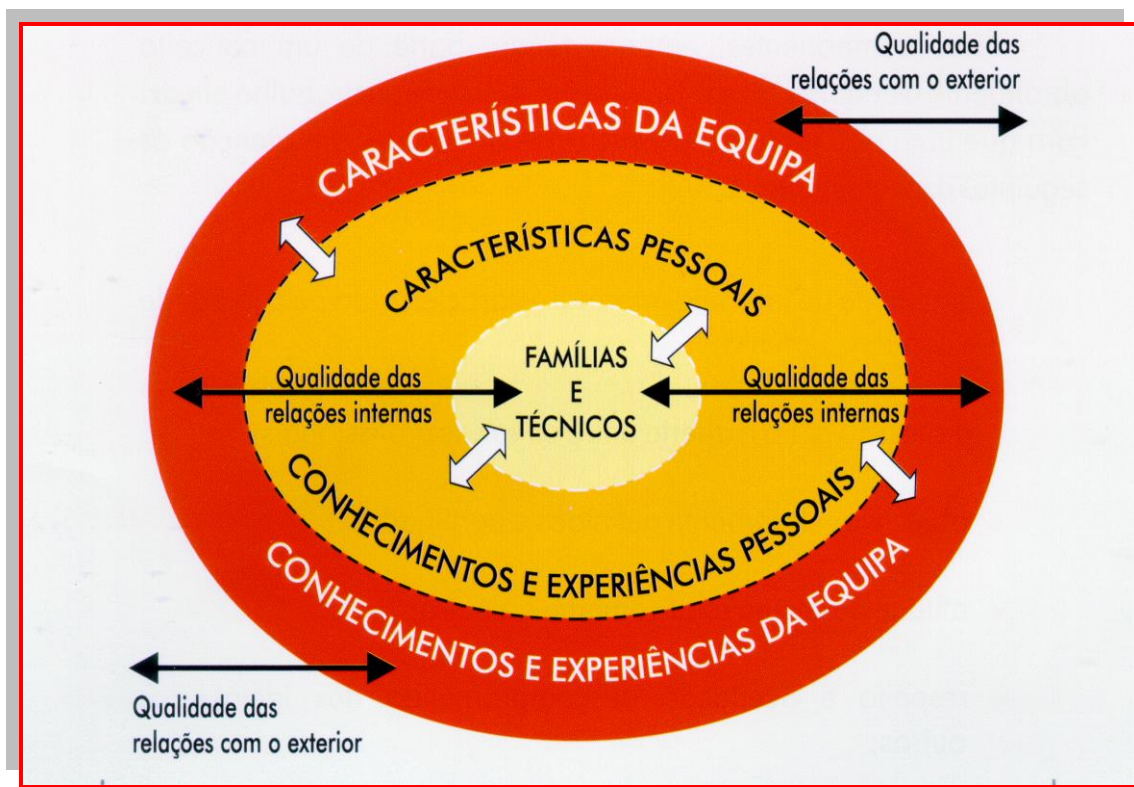 Qualidade das
relações com o exterior
CARACTERÍSTICAS DA EQUIPA
CARACTERÍSTICAS PESSOAIS
FAMÍLIAS
E
TÉCNICOS
Qualidade das
relações internas
Qualidade das
relações internas
CONHECIMENTOS E EXPERIÊNCIAS PESSOAIS
CONHECIMENTOS E EXPERIÊNCIAS DA EQUIPA
Qualidade das
relações com o exterior